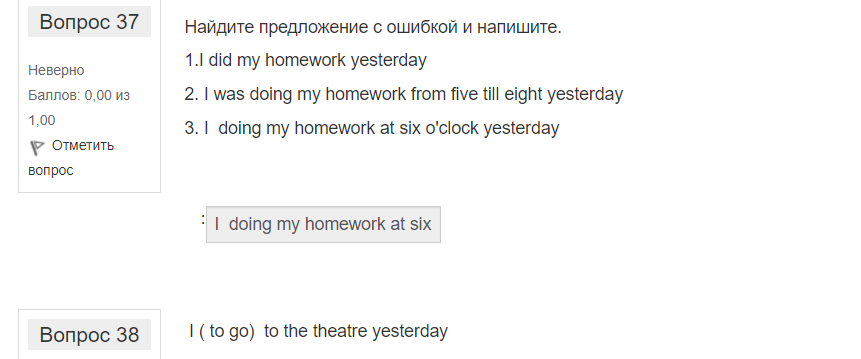 Вопрос 37
Неверно
Баллов: 0,00 из
1,00
Отметить
вопрос
Найдите предложение с ошибкой и напишите.
1.I did my homework yesterday
2. I was doing my homework from five till eight yesterday
3. I  doing my homework at six o'clock yesterday
:
I  doing my homework at six
Вопрос 38
I ( to go)  to the theatre yesterday